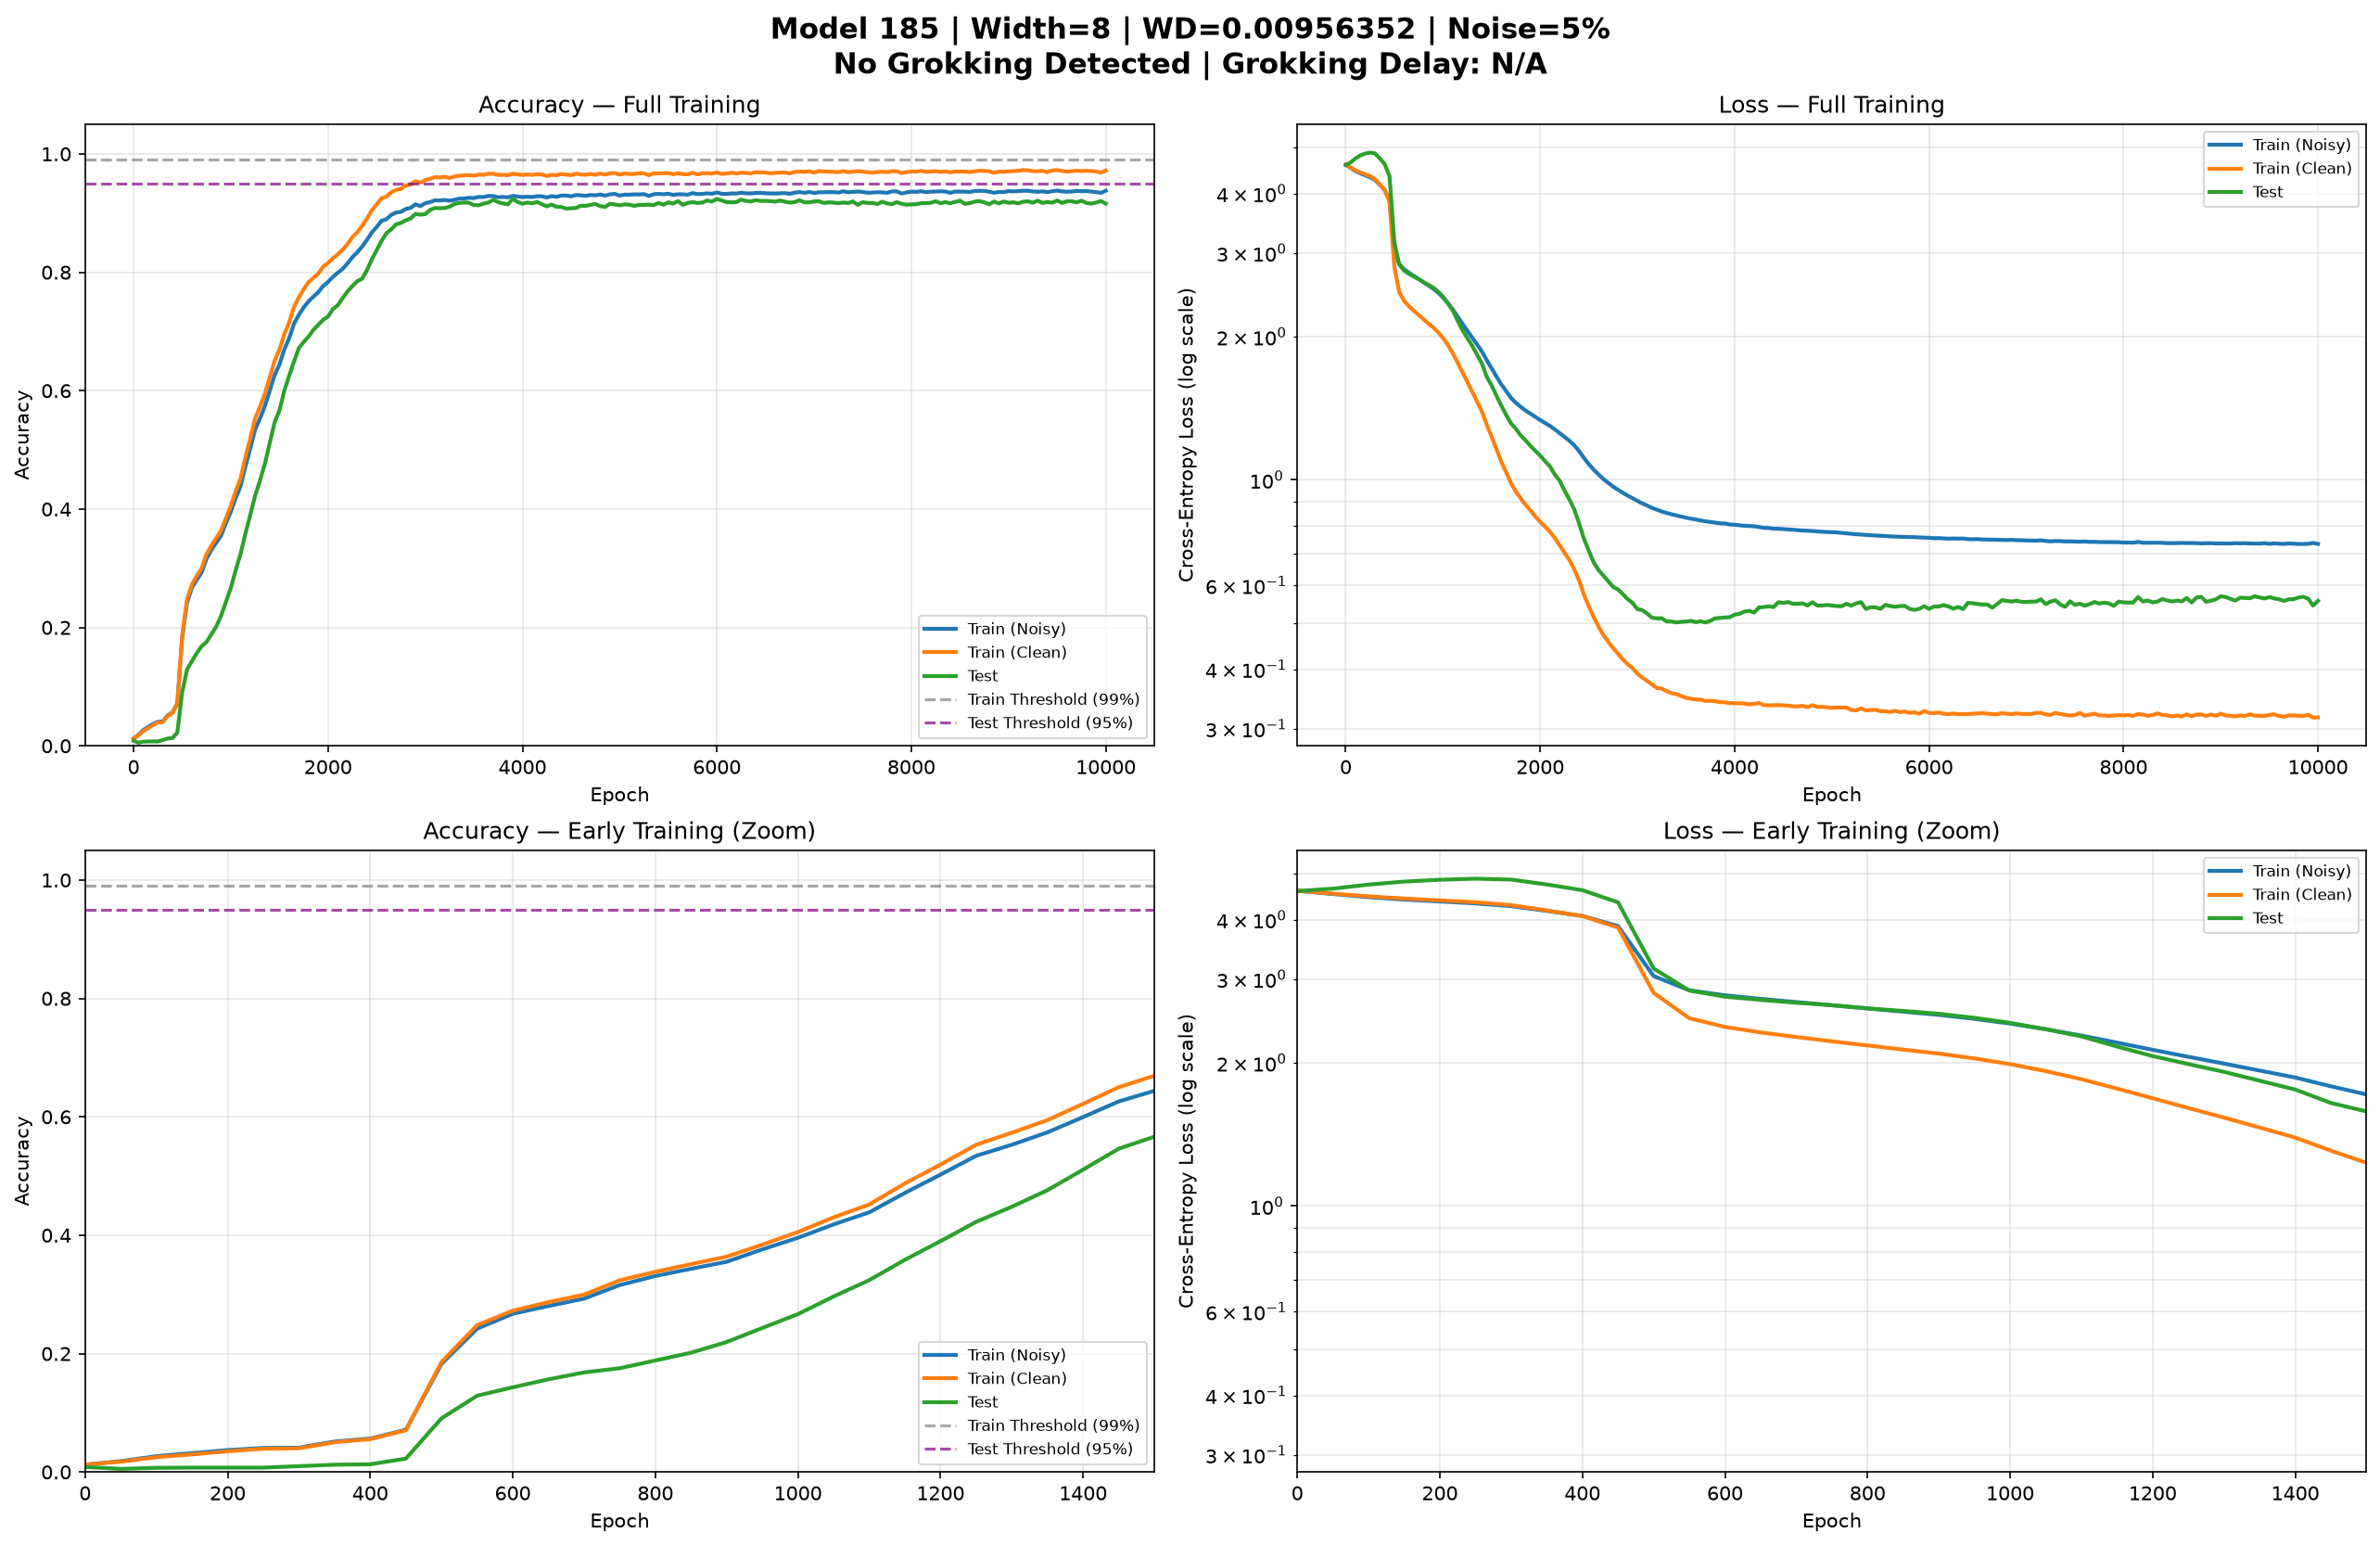 Model 185 | Width=8 | WD=0.00956352 | Noise=5%
No Grokking Detected | Grokking Delay: N/A
Accuracy — Full Training
Accuracy
1.0
0.8
0.6
0.4
0.2
0.0
0 2000 4000 6000 8000 10000
Epoch
Train (Noisy)
Train (Clean)
Test
Train Threshold (99%)
Test Threshold (95%)
Loss — Full Training
Cross-Entropy Loss (log scale)
4 × 10⁰
3 × 10⁰
2 × 10⁰
10⁰
6 × 10⁻¹
4 × 10⁻¹
3 × 10⁻¹
0 2000 4000 6000 8000 10000
Epoch
Train (Noisy)
Train (Clean)
Test
Accuracy — Early Training (Zoom)
Accuracy
1.0
0.8
0.6
0.4
0.2
0.0
0 200 400 600 800 1000 1200 1400
Epoch
Train (Noisy)
Train (Clean)
Test
Train Threshold (99%)
Test Threshold (95%)
Loss — Early Training (Zoom)
Cross-Entropy Loss (log scale)
4 × 10⁰
3 × 10⁰
2 × 10⁰
10⁰
6 × 10⁻¹
4 × 10⁻¹
3 × 10⁻¹
0 200 400 600 800 1000 1200 1400
Epoch
Train (Noisy)
Train (Clean)
Test